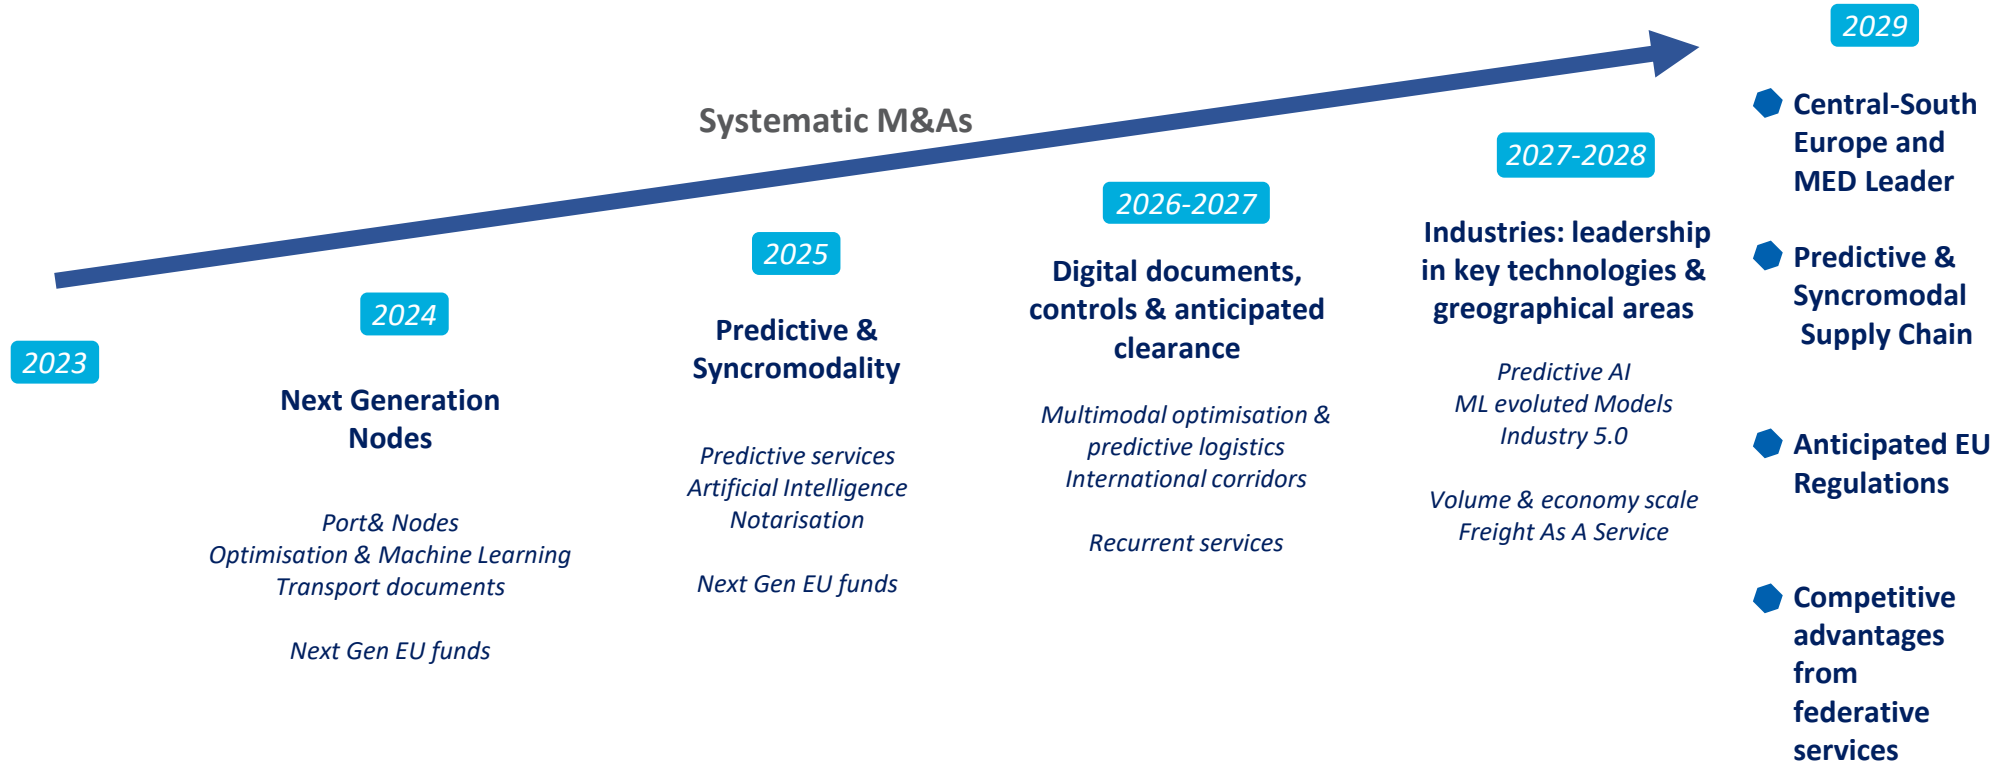 Systematic M&As
2023
2024
Next Generation
Nodes
Port& Nodes
Optimisation & Machine Learning
Transport documents
Next Gen EU funds
2025
Predictive &
Syncromodality
Predictive services
Artificial Intelligence
Notarisation
Next Gen EU funds
2026-2027
Digital documents,
controls & anticipated
clearance
Multimodal optimisation &
predictive logistics
International corridors
Recurrent services
2027-2028
Industries: leadership
in key technologies &
greographical areas
Predictive AI
ML evoluted Models
Industry 5.0
Volume & economy scale
Freight As A Service
2029
Central-South
Europe and
MED Leader
Predictive &
Syncromodal
Supply Chain
Anticipated EU
Regulations
Competitive
advantages
from
federative
services